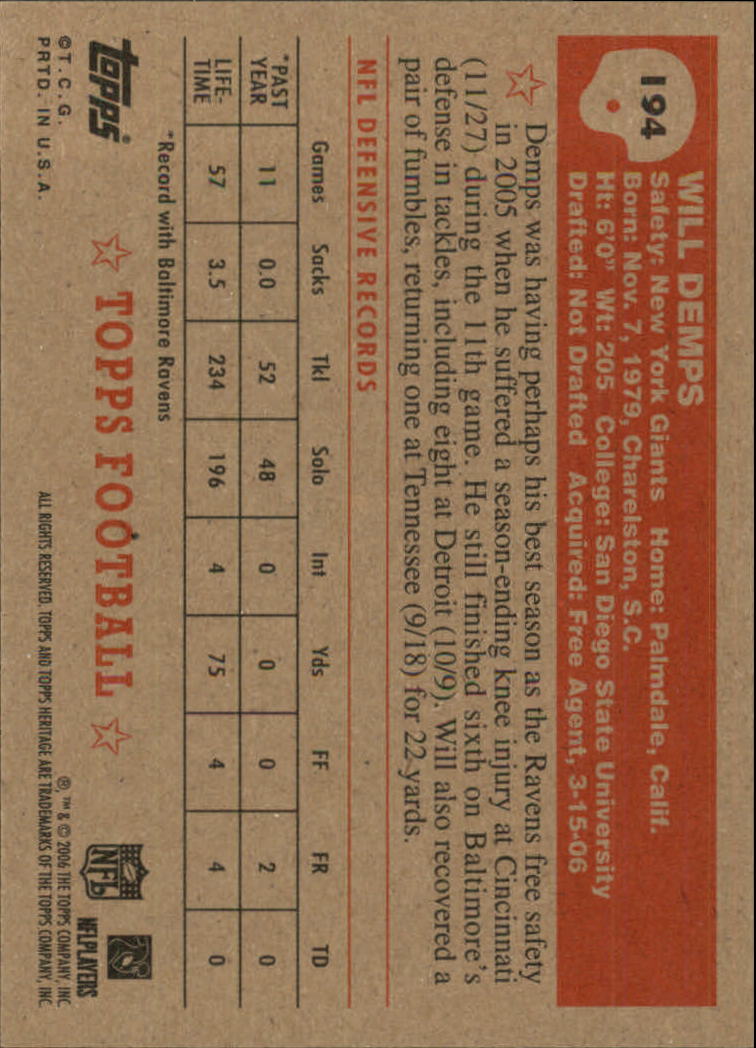 194
WILL DEMPS
Safety: New York Giants Home: Palmdale, Calif.
Born: Nov. 7, 1979, Charelston, S.C.
Ht: 6'0" Wt: 205 College: San Diego State University
Drafted: Not Drafted Acquired: Free Agent, 3-15-06
Demps was having perhaps his best season as the Ravens free safety
in 2005 when he suffered a season-ending knee injury at Cincinnati
(11/27) during the 11th game. He still finished sixth on Baltimore's
defense in tackles, including eight at Detroit (10/9). Will also recovered a
pair of fumbles, returning one at Tennessee (9/18) for 22-yards.
NFL DEFENSIVE RECORDS
Games Sacks Tkl Solo Int Yds FF FR TD
*PAST YEAR 11 0.0 52 48 0 0 0 2 0
LIFE-TIME 57 3.5 234 196 4 75 4 4 0
*Record with Baltimore Ravens
topps®
TOPPS FOOTBALL
NFL
NFLPLAYERS
©T.C.G.
PRTD. IN U.S.A.
®, ™ & © 2006 THE TOPPS COMPANY, INC
ALL RIGHTS RESERVED. TOPPS AND TOPPS HERITAGE ARE TRADEMARKS OF THE TOPPS COMPANY, INC